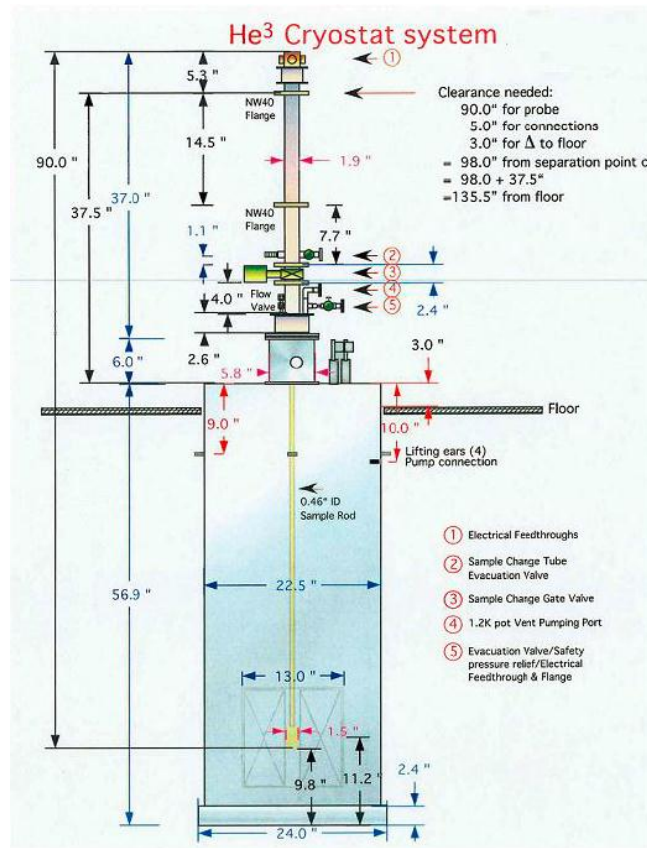 He³ Cryostat system
1
5.3 "
Clearance needed:
90.0" for probe
5.0" for connections
3.0" for Δ to floor
= 98.0" from separation point o
= 98.0 + 37.5"
=135.5" from floor
NW40
Flange
14.5 "
90.0 "
1.9 "
37.0 "
37.5 "
NW40
Flange
1.1 "
7.7 "
2
3
4
5
4.0 "
Flow
Valve
2.4 "
3.0 "
6.0 "
2.6 "
5.8 "
Floor
9.0 "
10.0 "
Lifting ears (4)
Pump connection
0.46" ID
Sample Rod
1 Electrical Feedthroughs
2 Sample Change Tube
Evacuation Valve
3 Sample Change Gate Valve
4 1.2K pot Vent Pumping Port
5 Evacuation Valve/Safety
pressure relief/Electrical
Feedthrough & Flange
56.9 "
22.5 "
13.0 "
1.5 "
9.8 "
11.2 "
2.4 "
24.0 "